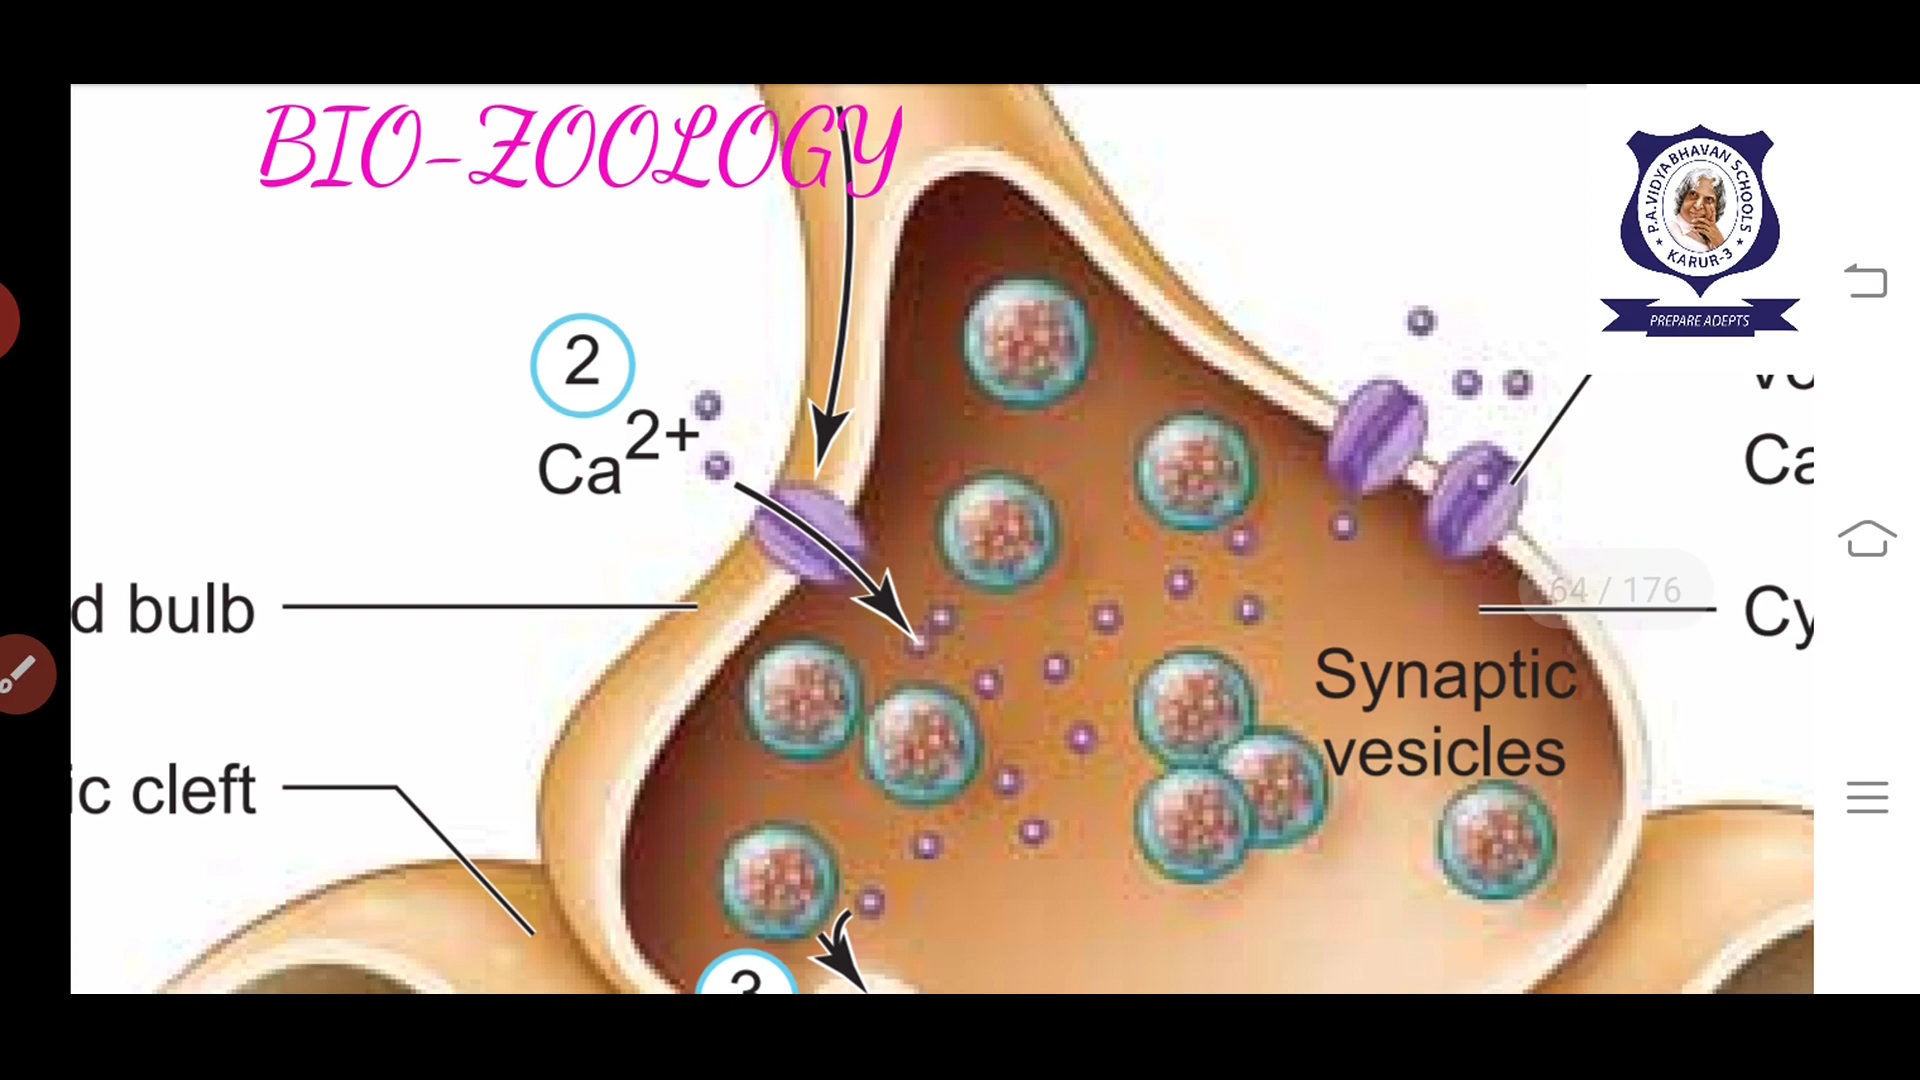 BIO-ZOOLOGY
P.A.VIDYA BHAVAN SCHOOLS
★ KARUR-3 ★
PREPARE ADEPTS
2
Ca2+
Ca
d bulb
64 / 176
Cy
Synaptic
vesicles
ic cleft
3